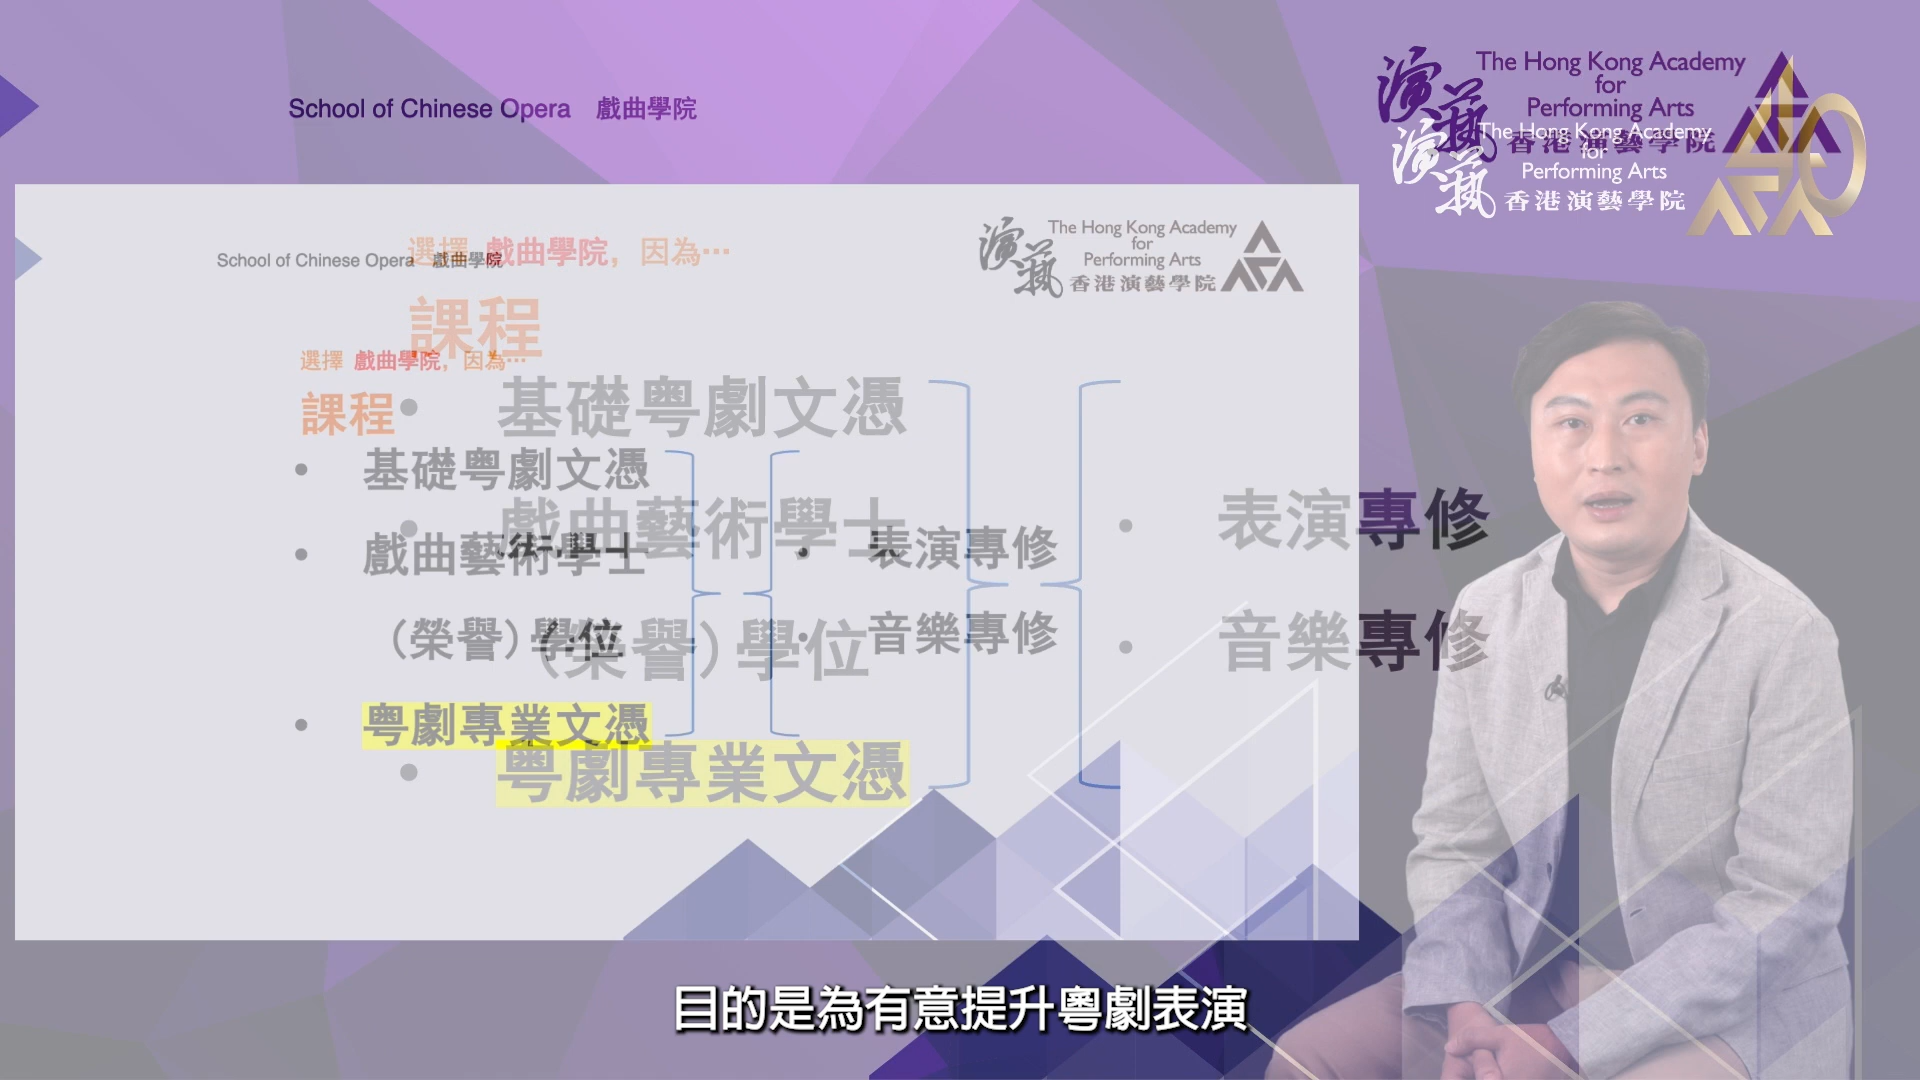 School of Chinese Opera 戲曲學院
The Hong Kong Academy
for
Performing Arts
香港演藝學院
演藝
The Hong Kong Academy
for
Performing Arts
香港演藝學院
演藝
School of Chinese Opera 戲曲學院
選擇 戲曲學院，因為…
The Hong Kong Academy
for
Performing Arts
香港演藝學院
演藝
課程
選擇 戲曲學院，因為…
課程
• 基礎粵劇文憑
• 基礎粵劇文憑
• 戲曲藝術學士
• 表演專修
• 戲曲藝術學士
• 表演專修
(榮譽)學位
• 音樂專修
(榮譽)學位
• 音樂專修
• 粵劇專業文憑
• 粵劇專業文憑
目的是為有意提升粵劇表演